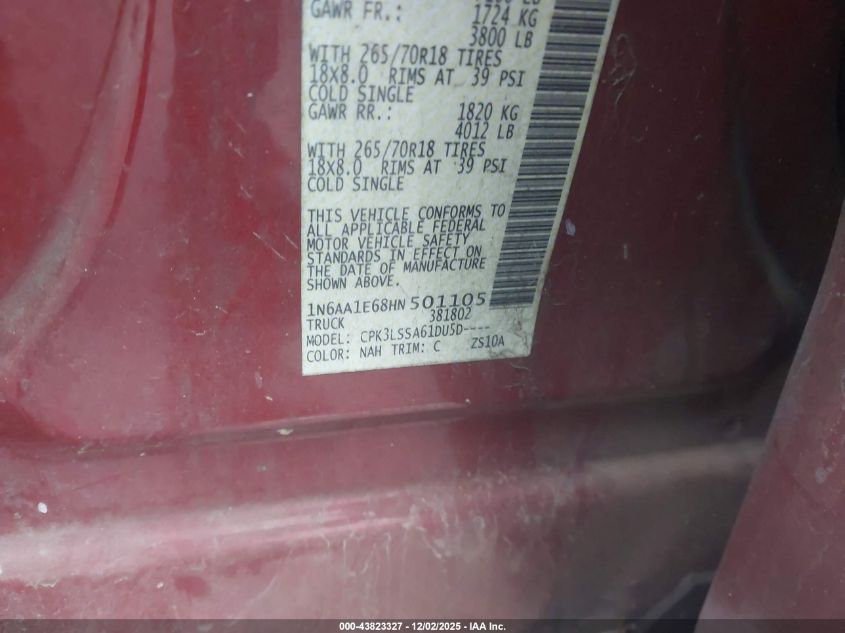 GAWR FR.: 1724 KG
3800 LB
WITH 265/70R18 TIRES
18X8.0 RIMS AT 39 PSI
COLD SINGLE
GAWR RR.: 1820 KG
4012 LB
WITH 265/70R18 TIRES
18X8.0 RIMS AT 39 PSI
COLD SINGLE
THIS VEHICLE CONFORMS TO
ALL APPLICABLE FEDERAL
MOTOR VEHICLE SAFETY
STANDARDS IN EFFECT ON
THE DATE OF MANUFACTURE
SHOWN ABOVE.
1N6AA1E68HN501105
TRUCK 381802
MODEL: CPK3LSSA61DU5D----
COLOR: NAH TRIM: C ZS10A
000-43823327 - 12/02/2025 - IAA Inc.